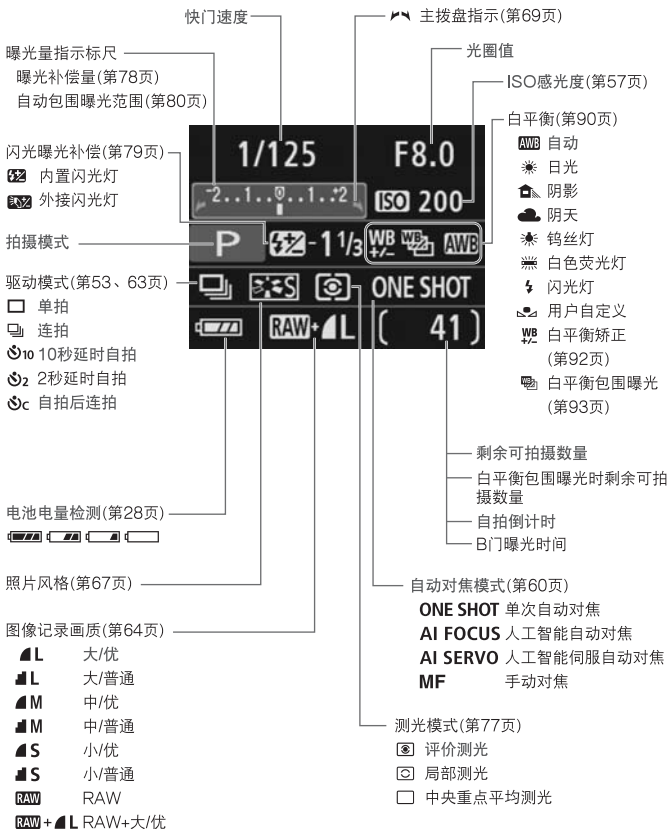 快门速度
主拨盘指示(第69页)
曝光量指示标尺
曝光补偿量(第78页)
自动包围曝光范围(第80页)
光圈值
ISO感光度(第57页)
白平衡(第90页)
AWB 自动
日光
阴影
阴天
钨丝灯
白色荧光灯
闪光灯
用户自定义
WB +/- 白平衡矫正
(第92页)
WB 白平衡包围曝光
(第93页)
闪光曝光补偿(第79页)
内置闪光灯
外接闪光灯
拍摄模式
驱动模式(第53、63页)
单拍
连拍
10 10秒延时自拍
2 2秒延时自拍
C 自拍后连拍
1/125 F8.0
-2..1..0..1..+2 ISO 200
P -1 1/3 WB +/- WB AWB
S ONE SHOT
RAW+L [ 41]
剩余可拍摄数量
白平衡包围曝光时剩余可拍
摄数量
自拍倒计时
B门曝光时间
电池电量检测(第28页)
照片风格(第67页)
图像记录画质(第64页)
L 大/优
L 大/普通
M 中/优
M 中/普通
S 小/优
S 小/普通
RAW RAW
RAW+L RAW+大/优
自动对焦模式(第60页)
ONE SHOT 单次自动对焦
AI FOCUS 人工智能自动对焦
AI SERVO 人工智能伺服自动对焦
MF 手动对焦
测光模式(第77页)
评价测光
局部测光
中央重点平均测光